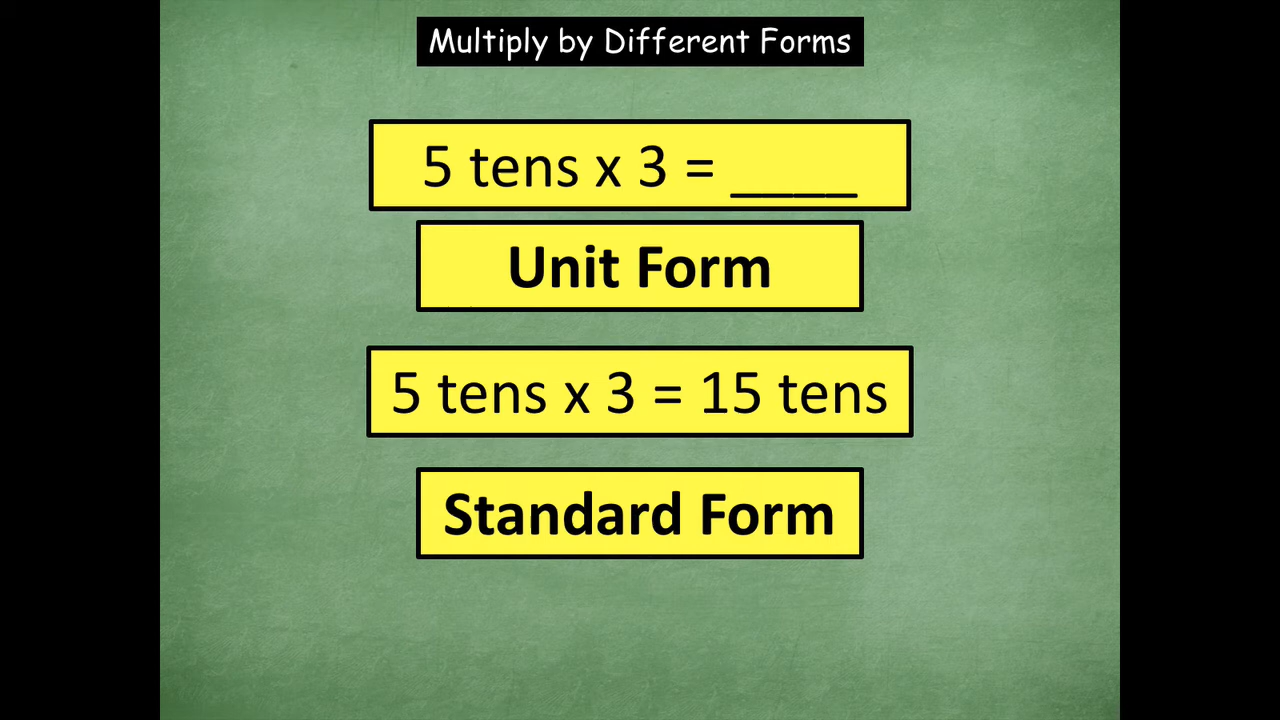 Multiply by Different Forms
5 tens x 3 = ____
Unit Form
5 tens x 3 = 15 tens
Standard Form